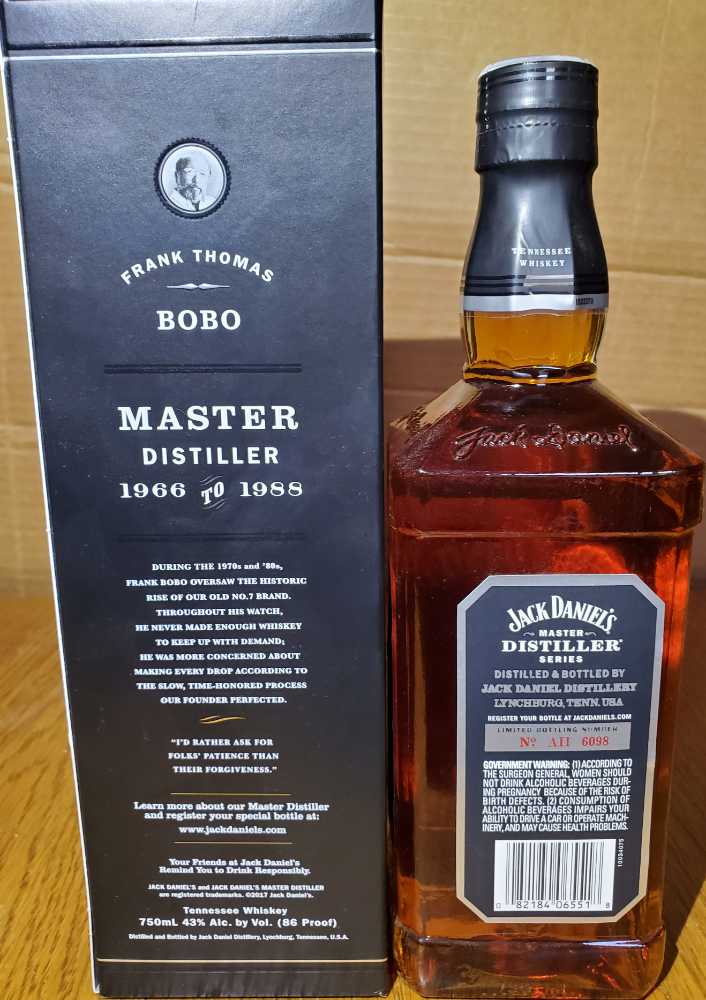 FRANK THOMAS
BOBO
MASTER
DISTILLER
1966 TO 1988
DURING THE 1970s and '80s,
FRANK BOBO OVERSAW THE HISTORIC
RISE OF OUR OLD NO.7 BRAND.
THROUGHOUT HIS WATCH,
HE NEVER MADE ENOUGH WHISKEY
TO KEEP UP WITH DEMAND;
HE WAS MORE CONCERNED ABOUT
MAKING EVERY DROP ACCORDING TO
THE SLOW, TIME-HONORED PROCESS
OUR FOUNDER PERFECTED.
"I'D RATHER ASK FOR
FOLKS' PATIENCE THAN
THEIR FORGIVENESS."
Learn more about our Master Distiller
and register your special bottle at:
www.jackdaniels.com
Your Friends at Jack Daniel's
Remind You to Drink Responsibly.
JACK DANIEL'S and JACK DANIEL'S MASTER DISTILLER
are registered trademarks. ©2017 Jack Daniel's.
Tennessee Whiskey
750mL 43% Alc. by Vol. (86 Proof)
Distilled and Bottled by Jack Daniel Distillery, Lynchburg, Tennessee, U.S.A.
TENNESSEE
WHISKEY
Jack Daniel
JACK DANIEL'S
MASTER
DISTILLER
SERIES
DISTILLED & BOTTLED BY
JACK DANIEL DISTILLERY
LYNCHBURG, TENN. USA
REGISTER YOUR BOTTLE AT JACKDANIELS.COM
LIMITED BOTTLING NUMBER
Nº AH 6098
GOVERNMENT WARNING: (1) ACCORDING TO
THE SURGEON GENERAL, WOMEN SHOULD
NOT DRINK ALCOHOLIC BEVERAGES DUR-
ING PREGNANCY BECAUSE OF THE RISK OF
BIRTH DEFECTS. (2) CONSUMPTION OF
ALCOHOLIC BEVERAGES IMPAIRS YOUR
ABILITY TO DRIVE A CAR OR OPERATE MACH-
INERY, AND MAY CAUSE HEALTH PROBLEMS.
10034075
0 82184 06551 8